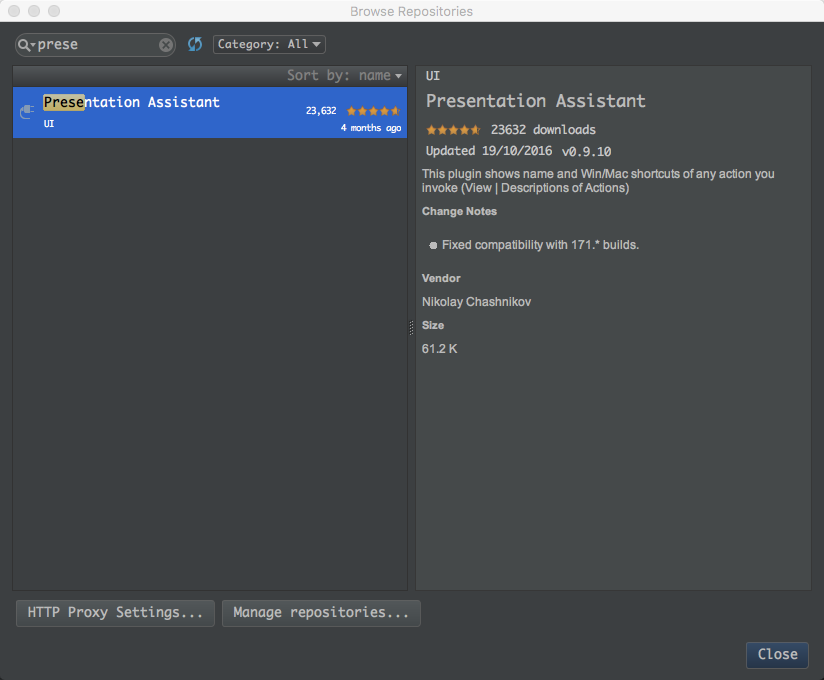 Browse Repositories
prese
Category: All
Sort by: name
Presentation Assistant
23,632
UI
4 months ago
UI
Presentation Assistant
23632 downloads
Updated 19/10/2016 v0.9.10
This plugin shows name and Win/Mac shortcuts of any action you
invoke (View | Descriptions of Actions)
Change Notes
Fixed compatibility with 171.* builds.
Vendor
Nikolay Chashnikov
Size
61.2 K
HTTP Proxy Settings...
Manage repositories...
Close